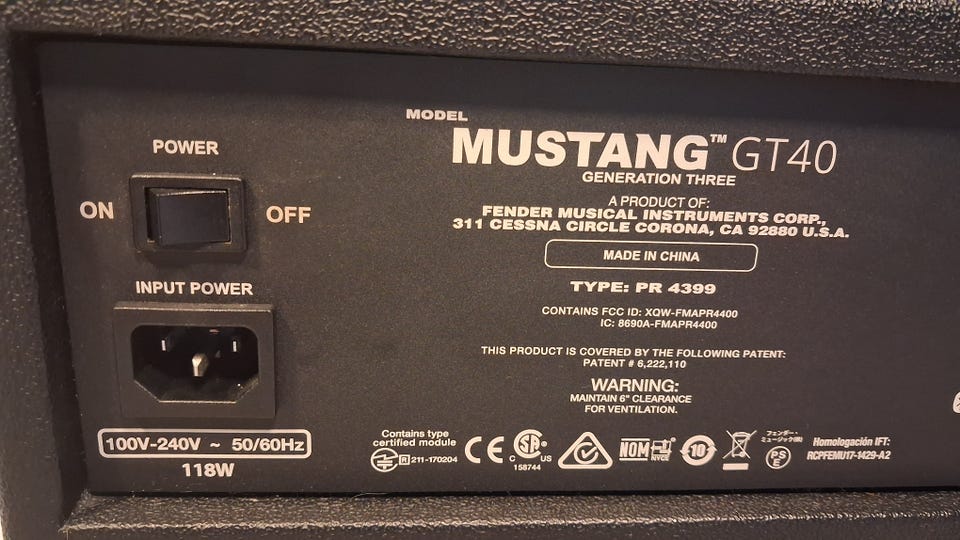 POWER
ON
OFF
INPUT POWER
100V-240V ~ 50/60Hz
118W
MODEL
MUSTANG™ GT40
GENERATION THREE
A PRODUCT OF:
FENDER MUSICAL INSTRUMENTS CORP.,
311 CESSNA CIRCLE CORONA, CA 92880 U.S.A.
MADE IN CHINA
TYPE: PR 4399
CONTAINS FCC ID: XQW-FMAPR4400
IC: 8690A-FMAPR4400
THIS PRODUCT IS COVERED BY THE FOLLOWING PATENT:
PATENT # 6,222,110
WARNING:
MAINTAIN 6" CLEARANCE
FOR VENTILATION.
Contains type
certified module
R 211-170204
CE
C SA US
158744
NOM
NYCE
10
フェンダー・
ミュージック(株)
PS
E
Homologación IFT:
RCPFEMU17-1429-A2